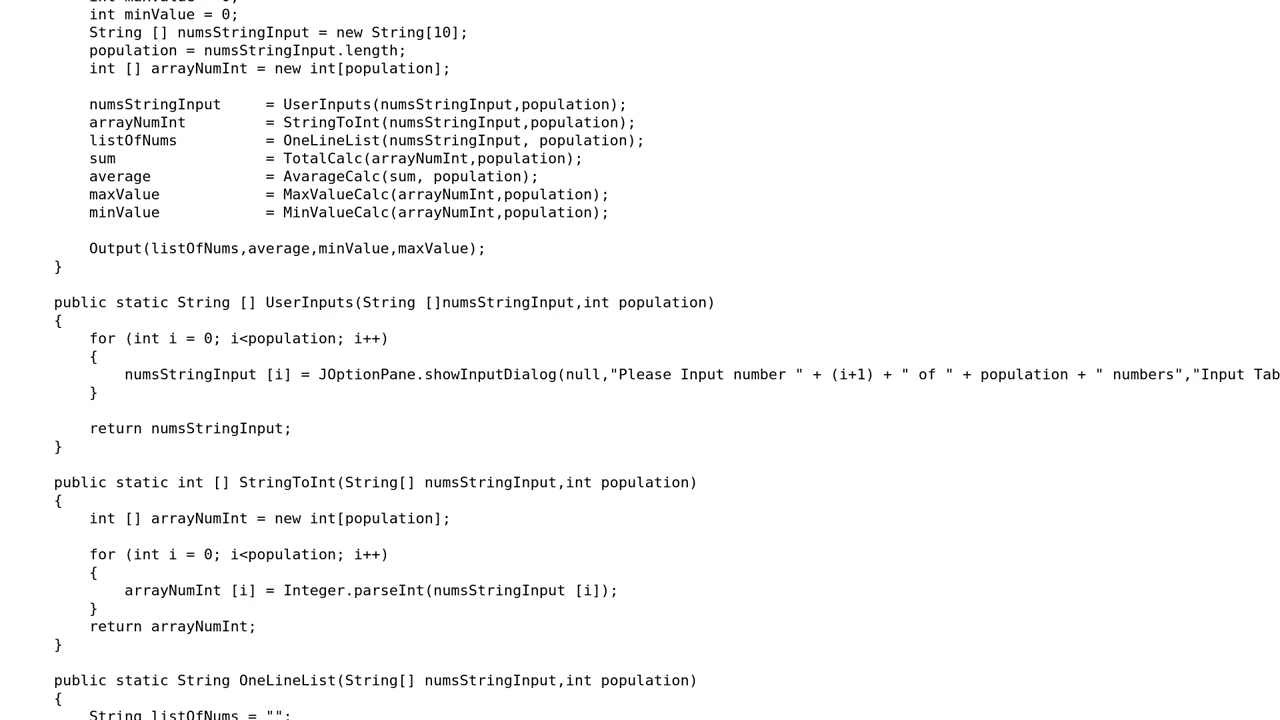 int maxValue = 0;
int minValue = 0;
String [] numsStringInput = new String[10];
population = numsStringInput.length;
int [] arrayNumInt = new int[population];
numsStringInput     = UserInputs(numsStringInput,population);
arrayNumInt         = StringToInt(numsStringInput,population);
listOfNums          = OneLineList(numsStringInput, population);
sum                 = TotalCalc(arrayNumInt,population);
average             = AvarageCalc(sum, population);
maxValue            = MaxValueCalc(arrayNumInt,population);
minValue            = MinValueCalc(arrayNumInt,population);
Output(listOfNums,average,minValue,maxValue);
}
public static String [] UserInputs(String []numsStringInput,int population)
{
for (int i = 0; i<population; i++)
{
numsStringInput [i] = JOptionPane.showInputDialog(null,"Please Input number " + (i+1) + " of " + population + " numbers","Input Tab
}
return numsStringInput;
}
public static int [] StringToInt(String[] numsStringInput,int population)
{
int [] arrayNumInt = new int[population];
for (int i = 0; i<population; i++)
{
arrayNumInt [i] = Integer.parseInt(numsStringInput [i]);
}
return arrayNumInt;
}
public static String OneLineList(String[] numsStringInput,int population)
{
String listOfNums = "";